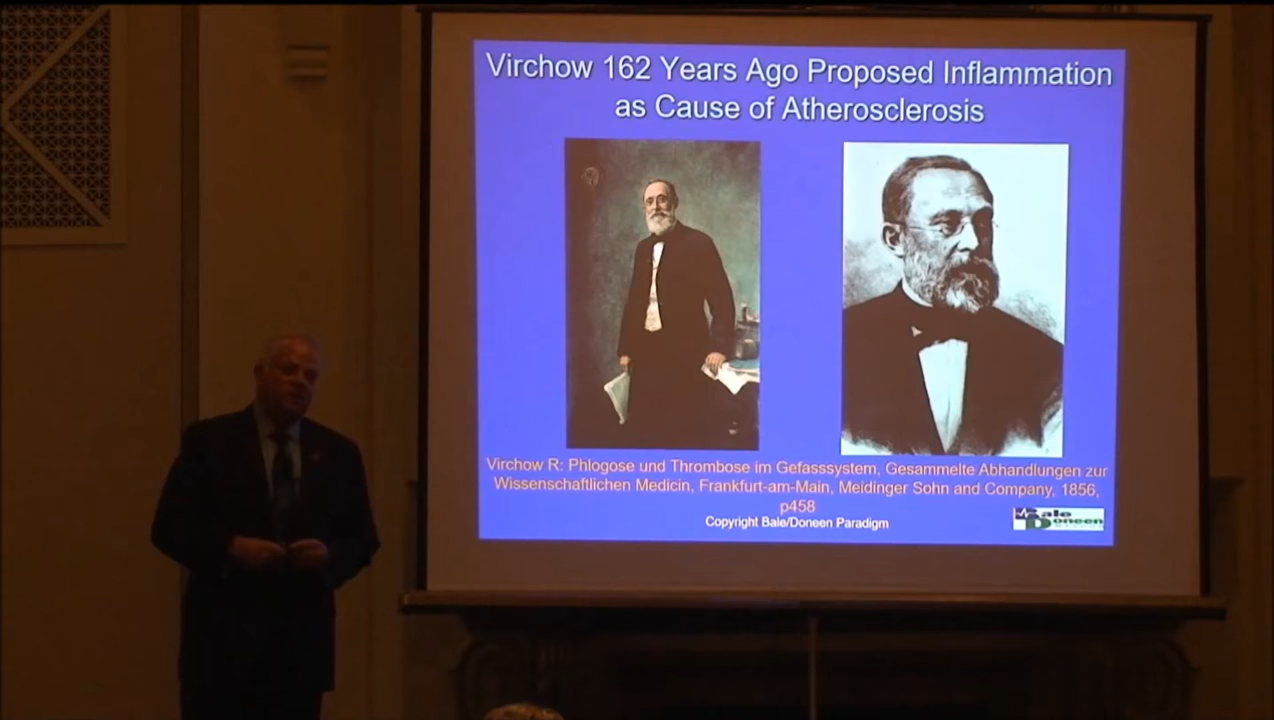 Virchow 162 Years Ago Proposed Inflammation
as Cause of Atherosclerosis
Virchow R: Phlogose und Thrombose im Gefasssystem, Gesammelte Abhandlungen zur
Wissenschaftlichen Medicin, Frankfurt-am-Main, Meidinger Sohn and Company, 1856,
p458
Copyright Bale/Doneen Paradigm
Bale
Doneen